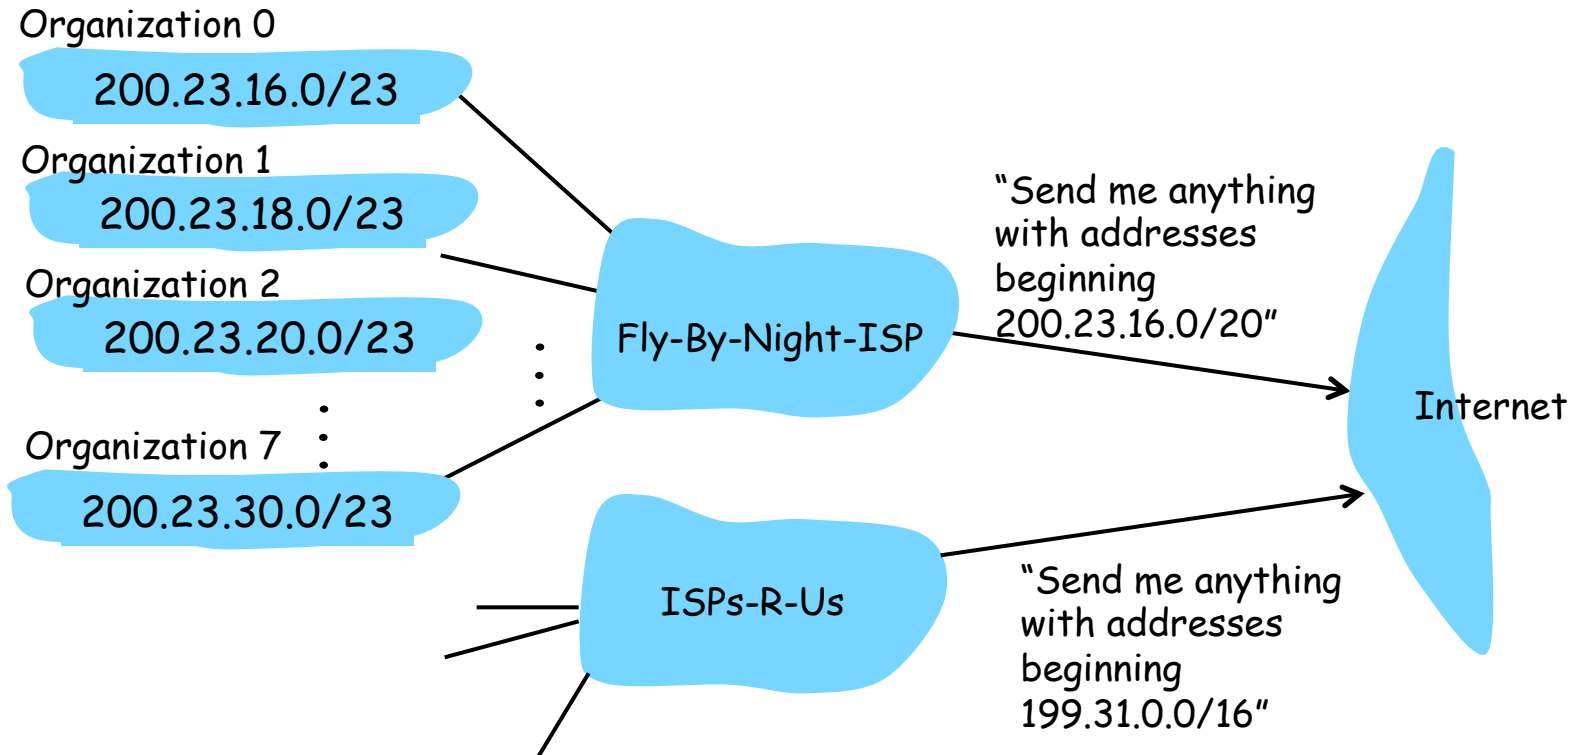 Organization 0
200.23.16.0/23
Organization 1
200.23.18.0/23
Organization 2
200.23.20.0/23
Organization 7
200.23.30.0/23
Fly-By-Night-ISP
“Send me anything
with addresses
beginning
200.23.16.0/20”
Internet
ISPs-R-Us
“Send me anything
with addresses
beginning
199.31.0.0/16”